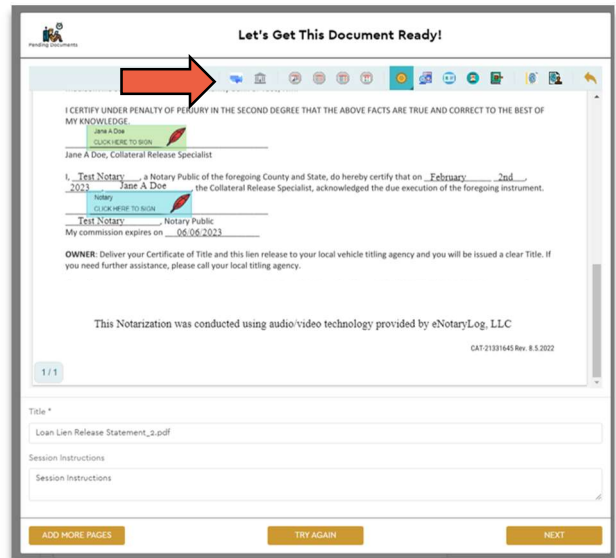 Pending Documents
Let's Get This Document Ready!
I CERTIFY UNDER PENALTY OF PERJURY IN THE SECOND DEGREE THAT THE ABOVE FACTS ARE TRUE AND CORRECT TO THE BEST OF
MY KNOWLEDGE.
Jane A Doe
CLICK HERE TO SIGN
Jane A Doe, Collateral Release Specialist
I, Test Notary, a Notary Public of the foregoing County and State, do hereby certify that on February 2nd,
2023, Jane A Doe, the Collateral Release Specialist, acknowledged the due execution of the foregoing instrument.
Notary
CLICK HERE TO SIGN
Test Notary, Notary Public
My commission expires on 06/06/2023
OWNER: Deliver your Certificate of Title and this lien release to your local vehicle titling agency and you will be issued a clear Title. If
you need further assistance, please call your local titling agency.
This Notarization was conducted using audio/video technology provided by eNotaryLog, LLC
CAT-21331645 Rev. 8.5.2022
1/1
Title *
Loan Lien Release Statement_2.pdf
Session Instructions
Session Instructions
ADD MORE PAGES
TRY AGAIN
NEXT